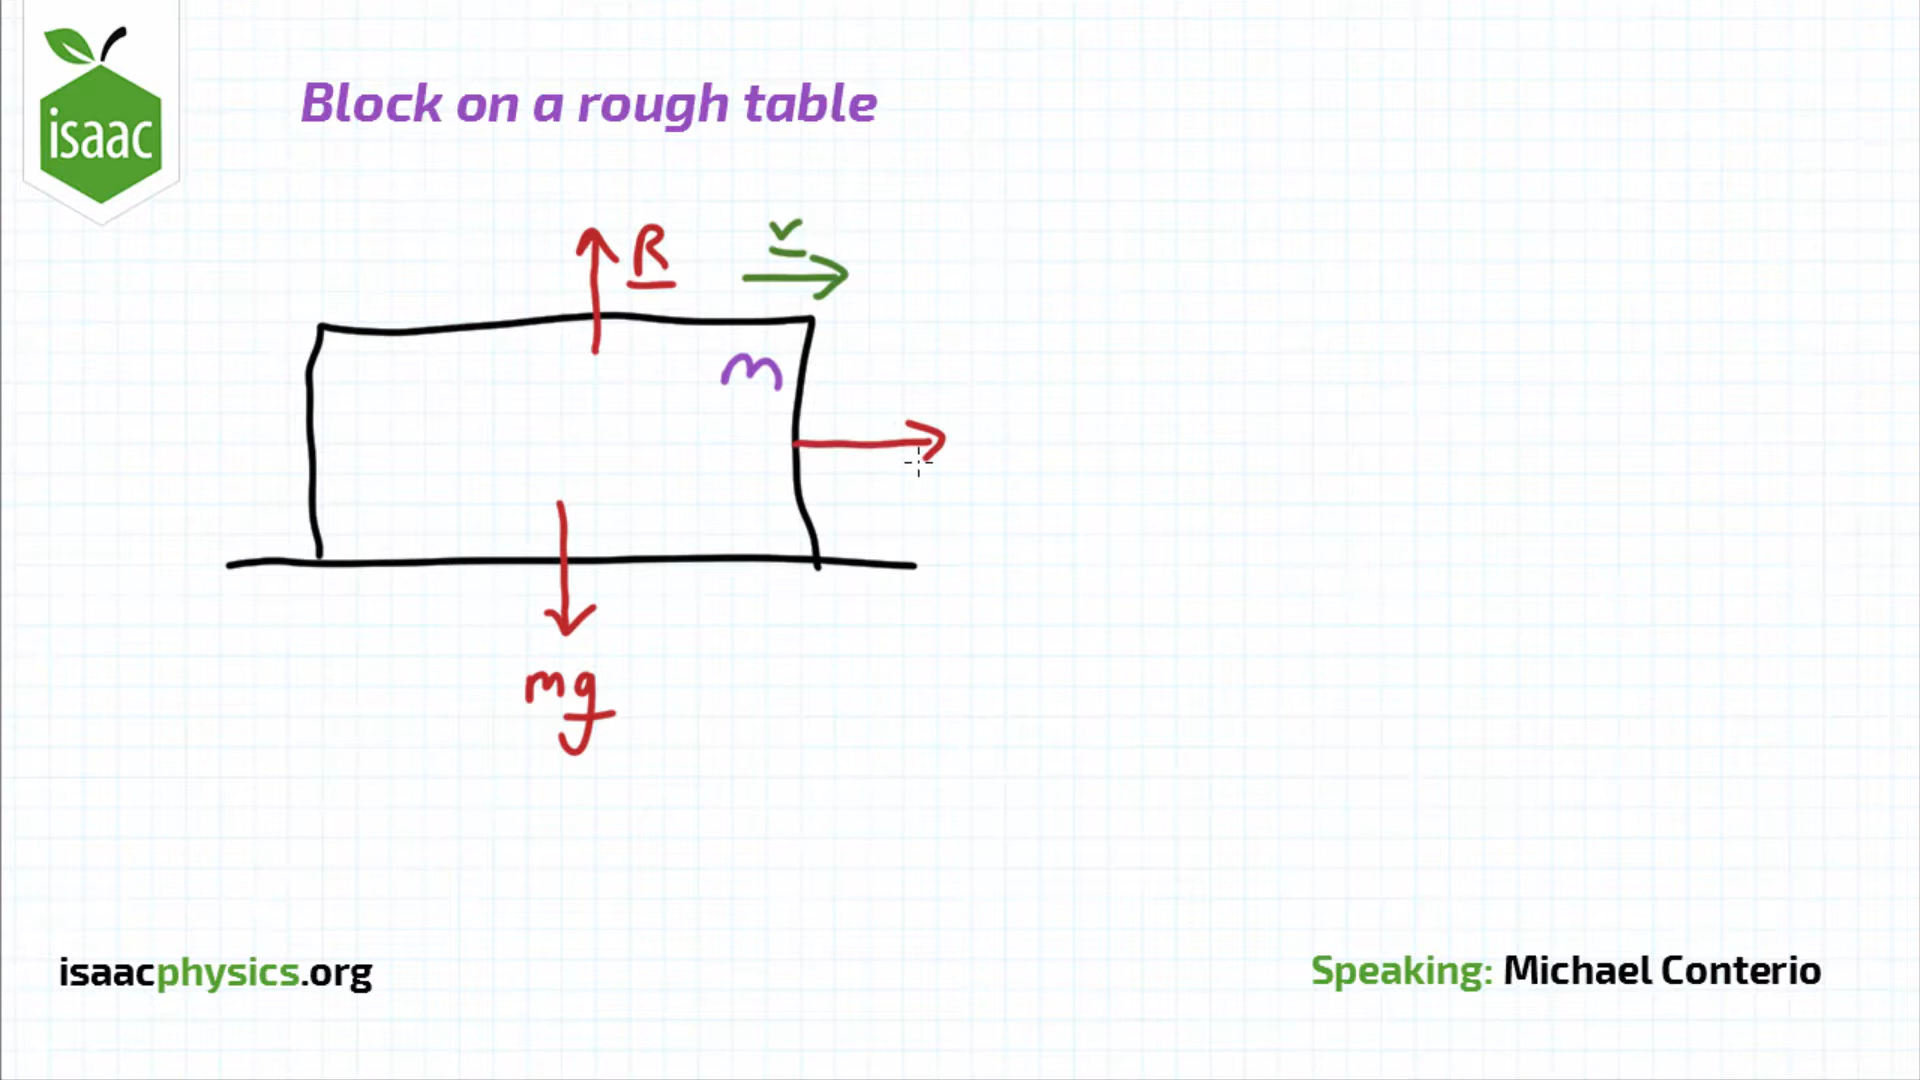 isaac
Block on a rough table
R
v
m
mg
isaacphysics.org
Speaking: Michael Conterio